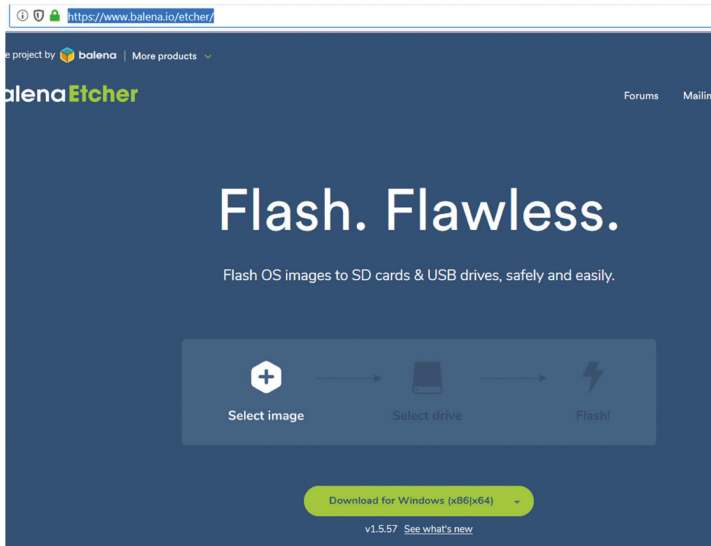 https://www.balena.io/etcher/
e project by balena | More products
alena Etcher
Forums Mailin
Flash. Flawless.
Flash OS images to SD cards & USB drives, safely and easily.
Select image Select drive Flash!
Download for Windows (x86|x64)
v1.5.57 See what's new